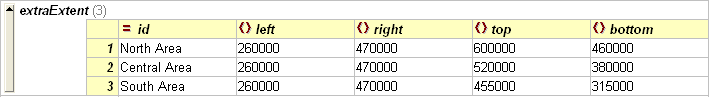 extraExtent (3)
= id {} left {} right {} top {} bottom
1 North Area 260000 470000 600000 460000
2 Central Area 260000 470000 520000 380000
3 South Area 260000 470000 455000 315000